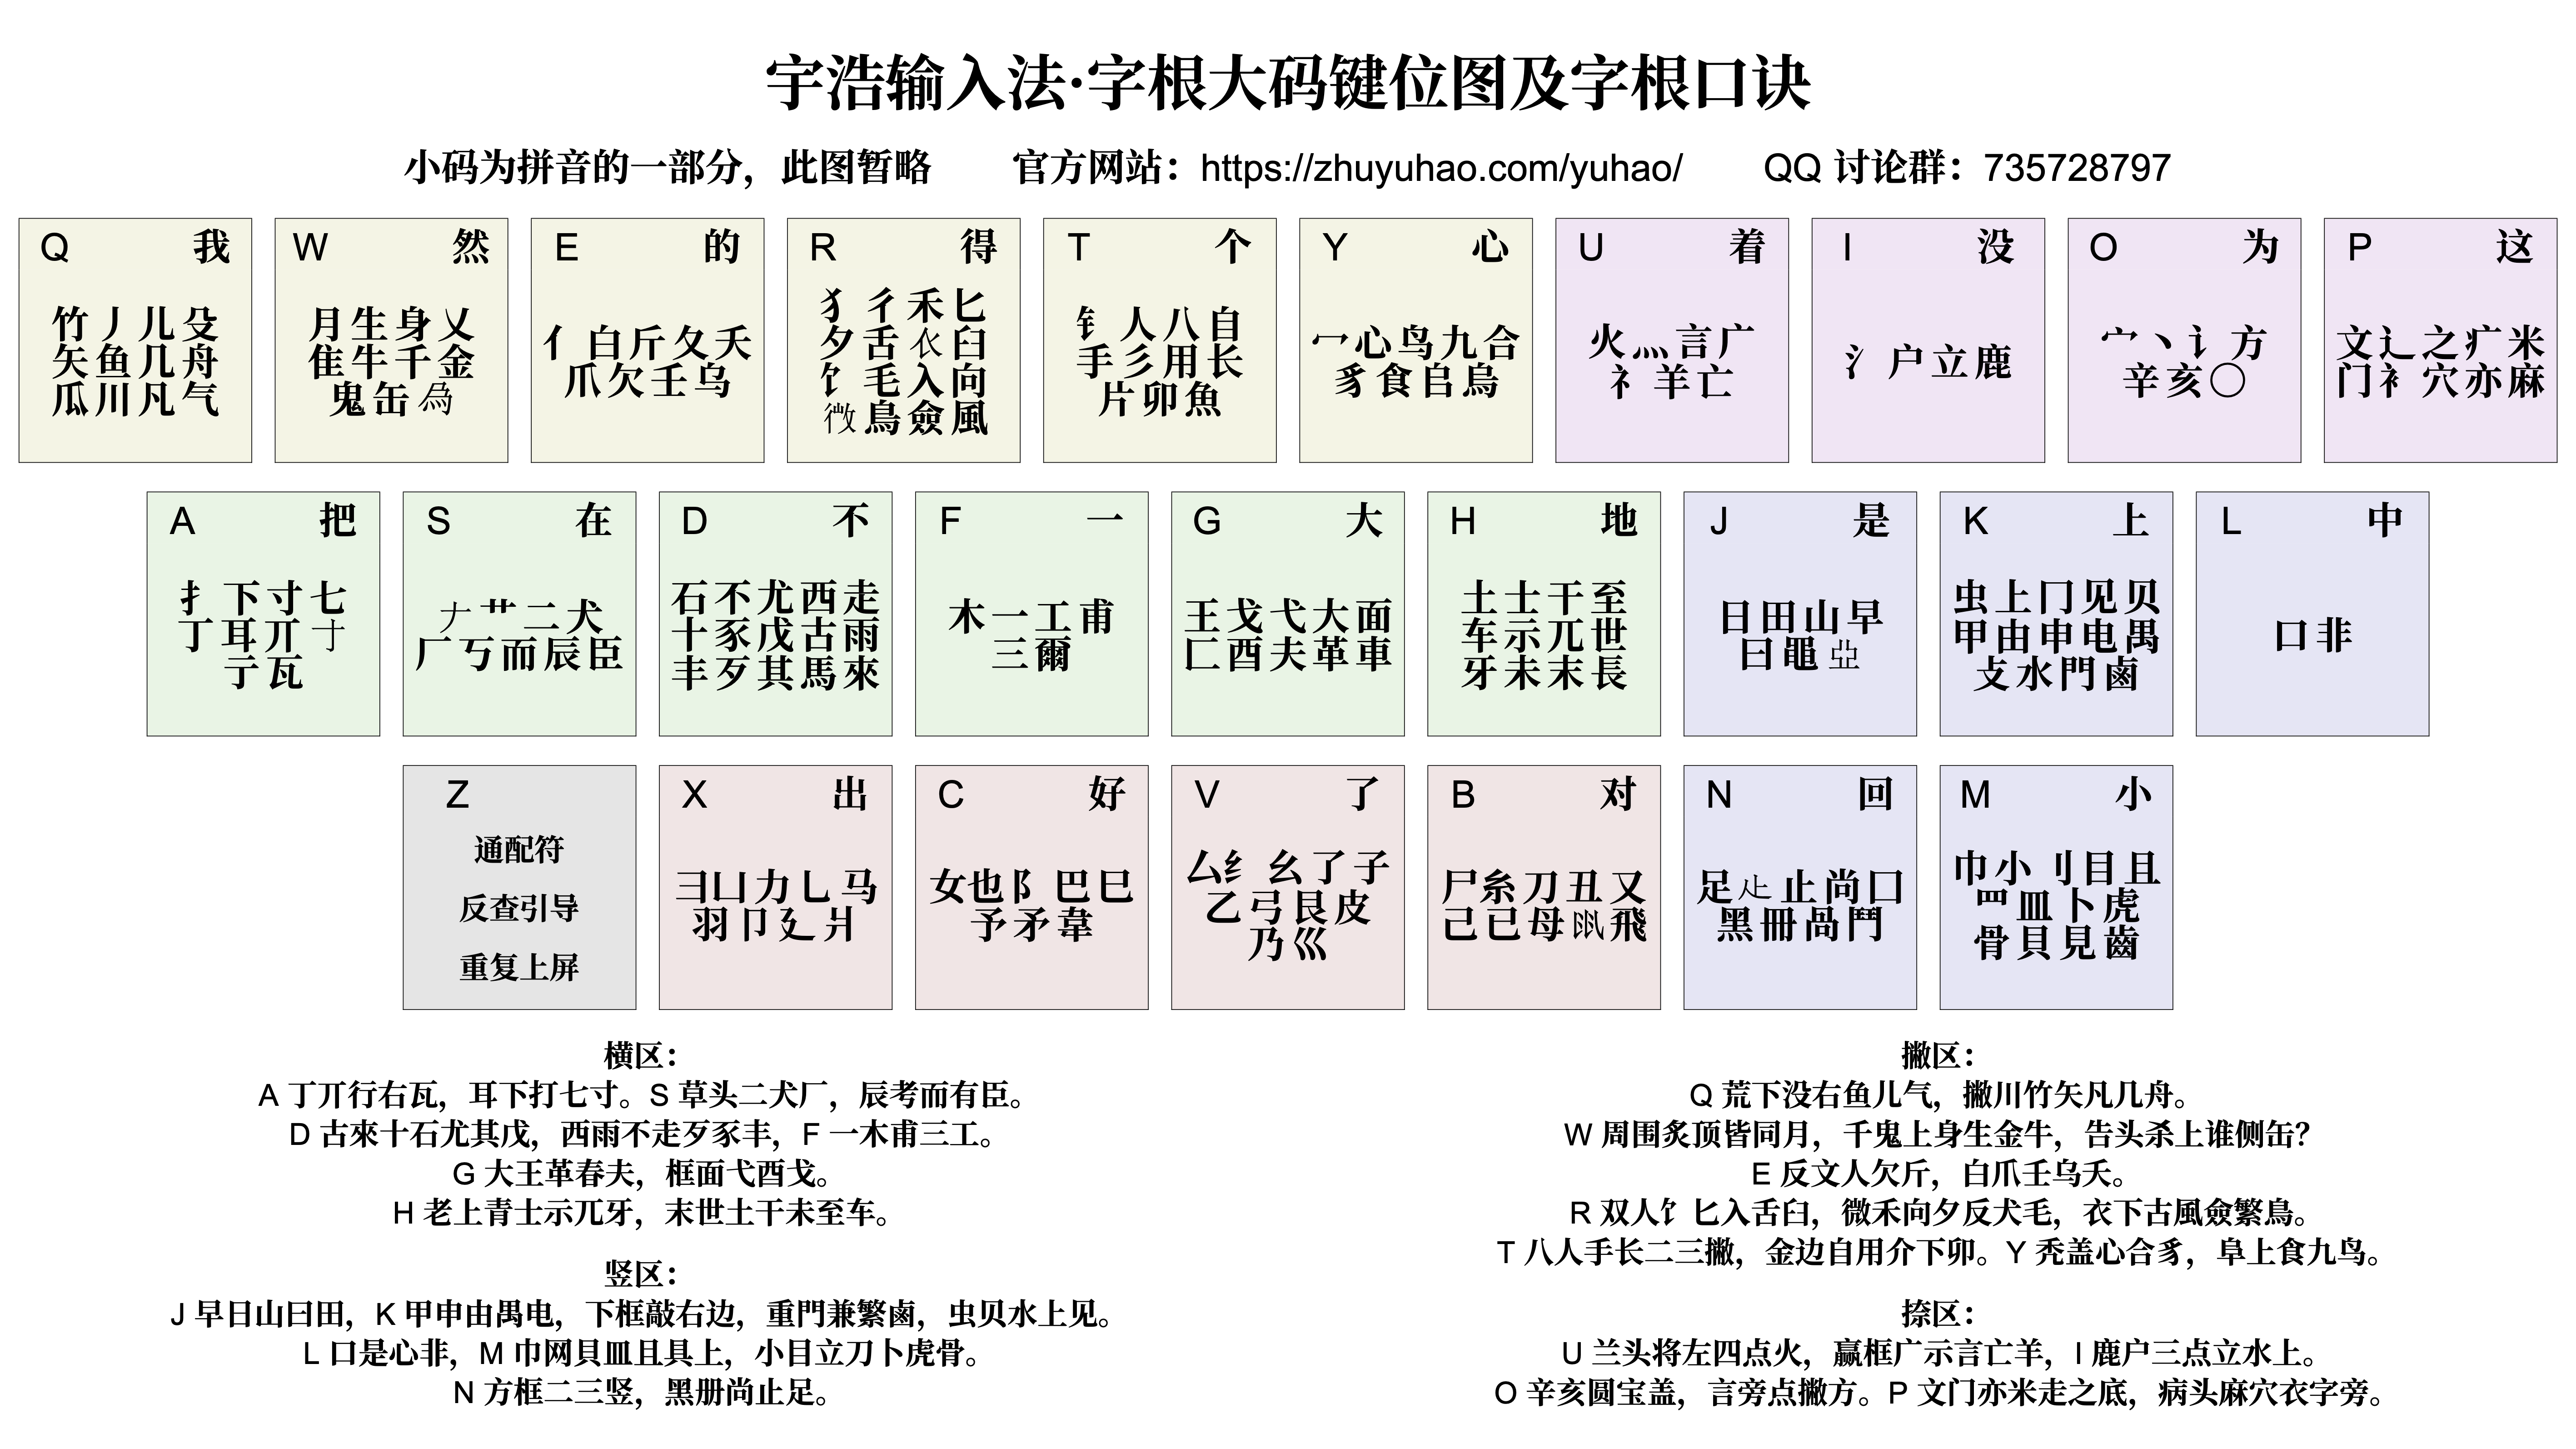 宇浩输入法·字根大码键位图及字根口诀
小码为拼音的一部分，此图暂略 官方网站：https://zhuyuhao.com/yuhao/ QQ 讨论群：735728797
Q 我
竹丿儿殳
矢鱼几舟
瓜川凡气
W 然
月生身乂
隹牛千金
鬼缶為
E 的
亻白斤夂夭
爪欠壬乌
R 得
犭彳禾匕
夕舌𧘇臼
饣毛入向
鳥僉風
T 个
钅人八自
手彡用长
片卯魚
Y 心
冖心鸟九合
豸食𠂤烏
U 着
火灬言广
礻羊亡
I 没
氵户立鹿
O 为
宀丶讠方
辛亥〇
P 这
文辶之疒米
门衤穴亦麻
A 把
扌下寸七
丁耳丌
亍瓦
S 在
𠂇艹二犬
厂丂而辰臣
D 不
石不尤西走
十豕戊古雨
丰歹其馬來
F 一
木一工甫
三爾
G 大
王戈弋大面
匚酉夫革車
H 地
土士干至
车示兀世
牙未末長
J 是
日田山早
曰黽亞
K 上
虫上冂见贝
甲由申电禺
攴水門鹵
L 中
口非
Z
通配符
反查引导
重复上屏
X 出
彐凵力乚马
羽卩廴爿
C 好
女也阝巴巳
予矛韋
V 了
厶纟幺了子
乙弓艮皮
乃巛
B 对
尸糸刀丑又
己已母鼠飛
N 回
足龰止尚囗
黑冊咼鬥
M 小
巾小刂目且
罒皿卜虎
骨貝見齒
横区：
A 丁丌行右瓦，耳下打七寸。S 草头二犬厂，辰考而有臣。
D 古來十石尤其戊，西雨不走歹豕丰，F 一木甫三工。
G 大王革春夫，框面弋酉戈。
H 老上青士示兀牙，末世土干未至车。
竖区：
J 早日山曰田，K 甲申由禺电，下框敲右边，重門兼繁鹵，虫贝水上见。
L 口是心非，M 巾网貝皿且具上，小目立刀卜虎骨。
N 方框二三竖，黑册尚止足。
撇区：
Q 荒下没右鱼儿气，撇川竹矢凡几舟。
W 周围炙顶皆同月，千鬼上身生金牛，告头杀上谁侧缶？
E 反文人欠斤，白爪壬乌夭。
R 双人饣匕入舌臼，微禾向夕反犬毛，衣下古風僉繁鳥。
T 八人手长二三撇，金边自用介下卯。Y 秃盖心合豸，阜上食九鸟。
捺区：
U 兰头将左四点火，赢框广示言亡羊，I 鹿户三点立水上。
O 辛亥圆宝盖，言旁点撇方。P 文门亦米走之底，病头麻穴衣字旁。